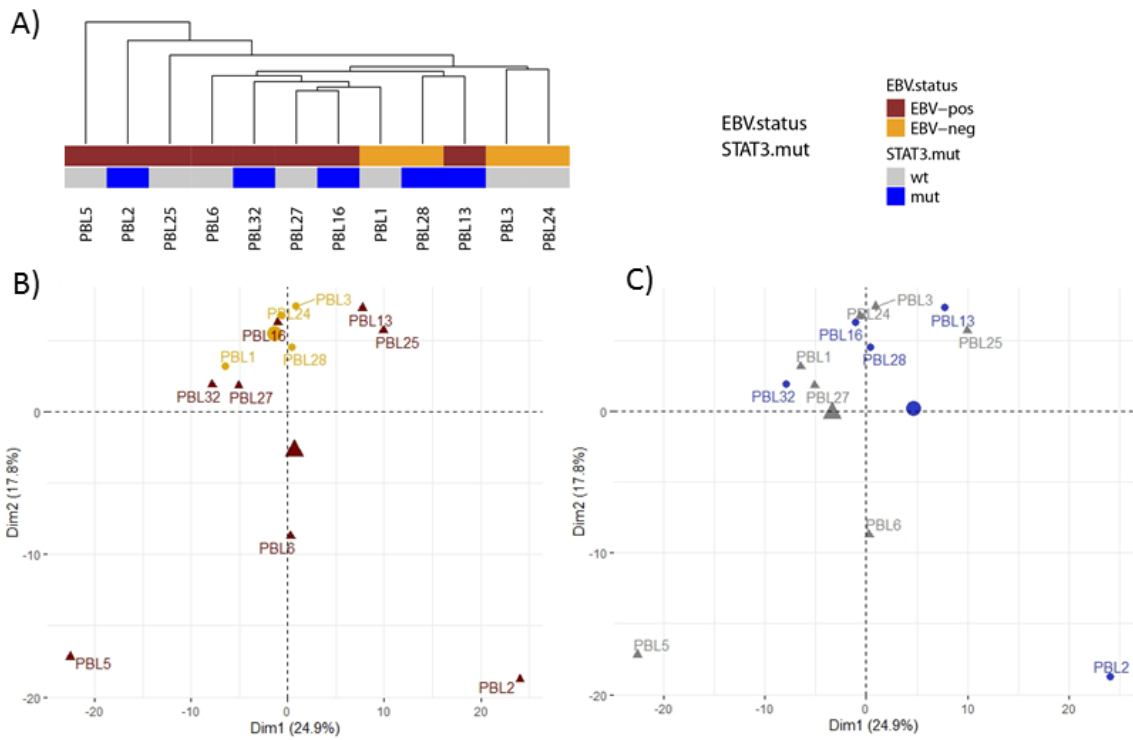 A)
EBV.status
STAT3.mut
EBV.status
EBV−pos
EBV−neg
STAT3.mut
wt
mut
PBL5
PBL2
PBL25
PBL6
PBL32
PBL27
PBL16
PBL1
PBL28
PBL13
PBL3
PBL24
B)
PBL3
PBL24
PBL13
PBL16
PBL25
PBL1
PBL28
PBL32
PBL27
0
PBL6
-10
PBL5
PBL2
-20
-20
-10
0
10
20
Dim1 (24.9%)
Dim2 (17.8%)
C)
PBL3
PBL24
PBL13
PBL16
PBL25
PBL1
PBL28
PBL32
PBL27
0
PBL6
-10
PBL5
PBL2
-20
-20
-10
0
10
20
Dim1 (24.9%)
Dim2 (17.8%)